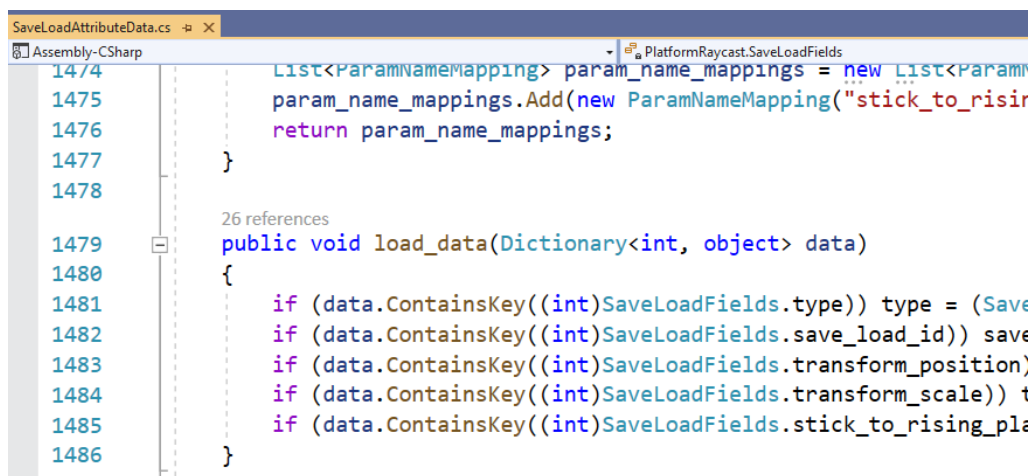 SaveLoadAttributeData.cs
Assembly-CSharp
PlatformRaycast.SaveLoadFields
1474 List<ParamNameMapping> param_name_mappings = new List<Param
1475 param_name_mappings.Add(new ParamNameMapping("stick_to_risin
1476 return param_name_mappings;
1477 }
1478
26 references
1479 public void load_data(Dictionary<int, object> data)
1480 {
1481 if (data.ContainsKey((int)SaveLoadFields.type)) type = (Save
1482 if (data.ContainsKey((int)SaveLoadFields.save_load_id)) save
1483 if (data.ContainsKey((int)SaveLoadFields.transform_position)
1484 if (data.ContainsKey((int)SaveLoadFields.transform_scale)) t
1485 if (data.ContainsKey((int)SaveLoadFields.stick_to_rising_pla
1486 }